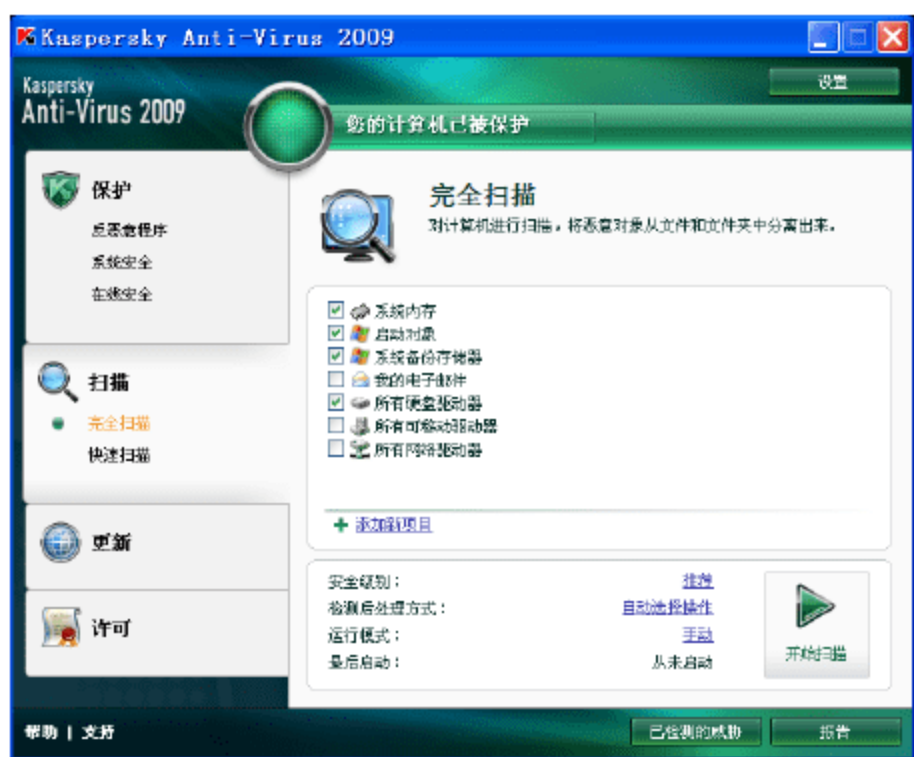 Kaspersky Anti-Virus 2009
Kaspersky
Anti-Virus 2009
设置
您的计算机已被保护
保护
反恶意程序
系统安全
在线安全
扫描
完全扫描
快速扫描
更新
许可
完全扫描
对计算机进行扫描，将恶意对象从文件和文件夹中分离出来。
系统内存
启动对象
系统备份存储器
我的电子邮件
所有硬盘驱动器
所有可移动驱动器
所有网络驱动器
添加新项目
安全级别： 推荐
检测后处理方式： 自动选择操作
运行模式： 手动
最后启动： 从未启动
开始扫描
帮助 | 支持
已检测的威胁
报告